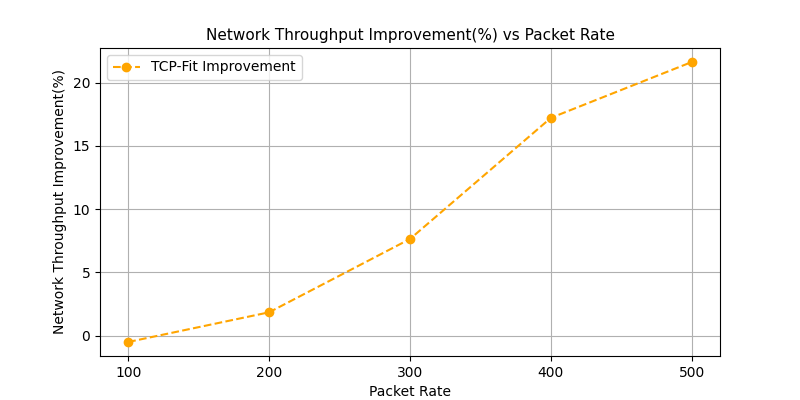 Network Throughput Improvement(%) vs Packet Rate
TCP-Fit Improvement
Network Throughput Improvement(%)
20
15
10
5
0
100 200 300 400 500
Packet Rate